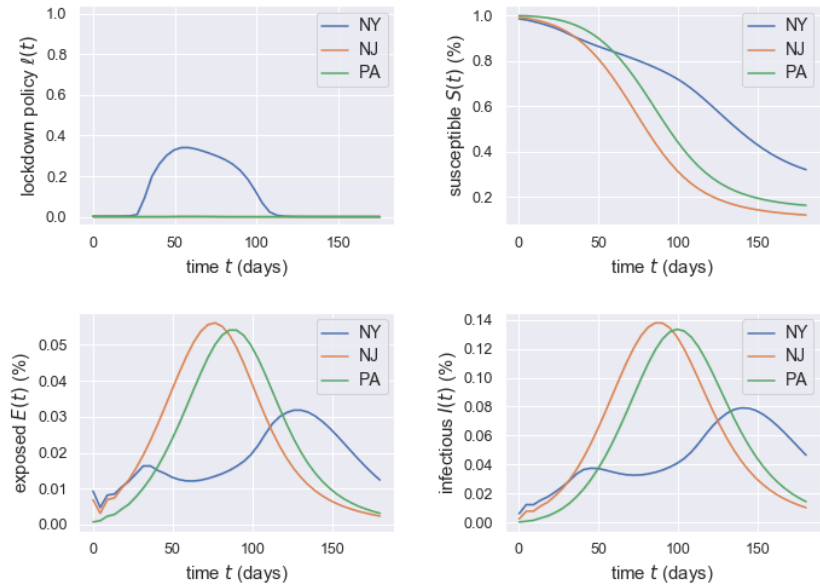 lockdown policy ℓ(t)
1.0
0.8
0.6
0.4
0.2
0.0
NY
NJ
PA
0
50
100
150
time t (days)
susceptible S(t) (%)
1.0
0.8
0.6
0.4
0.2
NY
NJ
PA
0
50
100
150
time t (days)
exposed E(t) (%)
0.05
0.04
0.03
0.02
0.01
0.00
NY
NJ
PA
0
50
100
150
time t (days)
infectious I(t) (%)
0.14
0.12
0.10
0.08
0.06
0.04
0.02
0.00
NY
NJ
PA
0
50
100
150
time t (days)